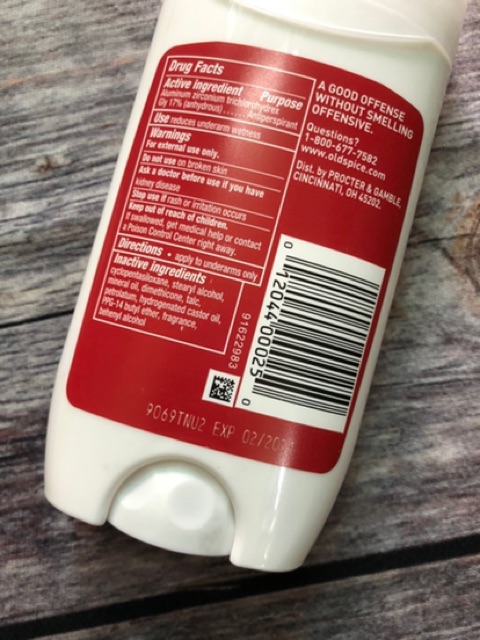 Drug Facts
Active ingredient Purpose
Aluminum zirconium trichlorohydrex
Gly 17% (anhydrous)......Antiperspirant
Use reduces underarm wetness
Warnings
For external use only.
Do not use on broken skin
Ask a doctor before use if you have
kidney disease
Stop use if rash or irritation occurs
Keep out of reach of children.
If swallowed, get medical help or contact
a Poison Control Center right away.
Directions • apply to underarms only
Inactive Ingredients
cyclopentasiloxane, stearyl alcohol,
mineral oil, dimethicone, talc,
petrolatum, hydrogenated castor oil,
PPG-14 butyl ether, fragrance,
behenyl alcohol
A GOOD OFFENSE
WITHOUT SMELLING
OFFENSIVE.
Questions?
1-800-677-7582
www.oldspice.com
Dist. by PROCTER & GAMBLE,
CINCINNATI, OH 45202.
91622983
0 12044 00025 0
9069TNU2 EXP 02/20